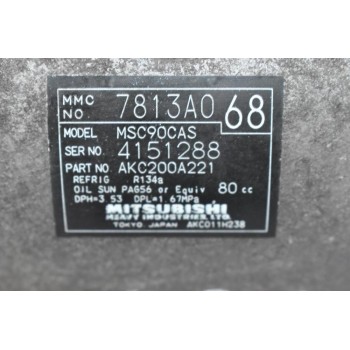 MMC NO. 7813A0 68
MODEL MSC90CAS
SER NO. 4151288
PART NO. AKC200A221
REFRIG R134a
OIL SUN PAG56 or Equiv 80 cc
DPH=3.53 DPL=1.67MPa
MITSUBISHI
HEAVY INDUSTRIES, LTD.
TOKYO JAPAN AKC011H238